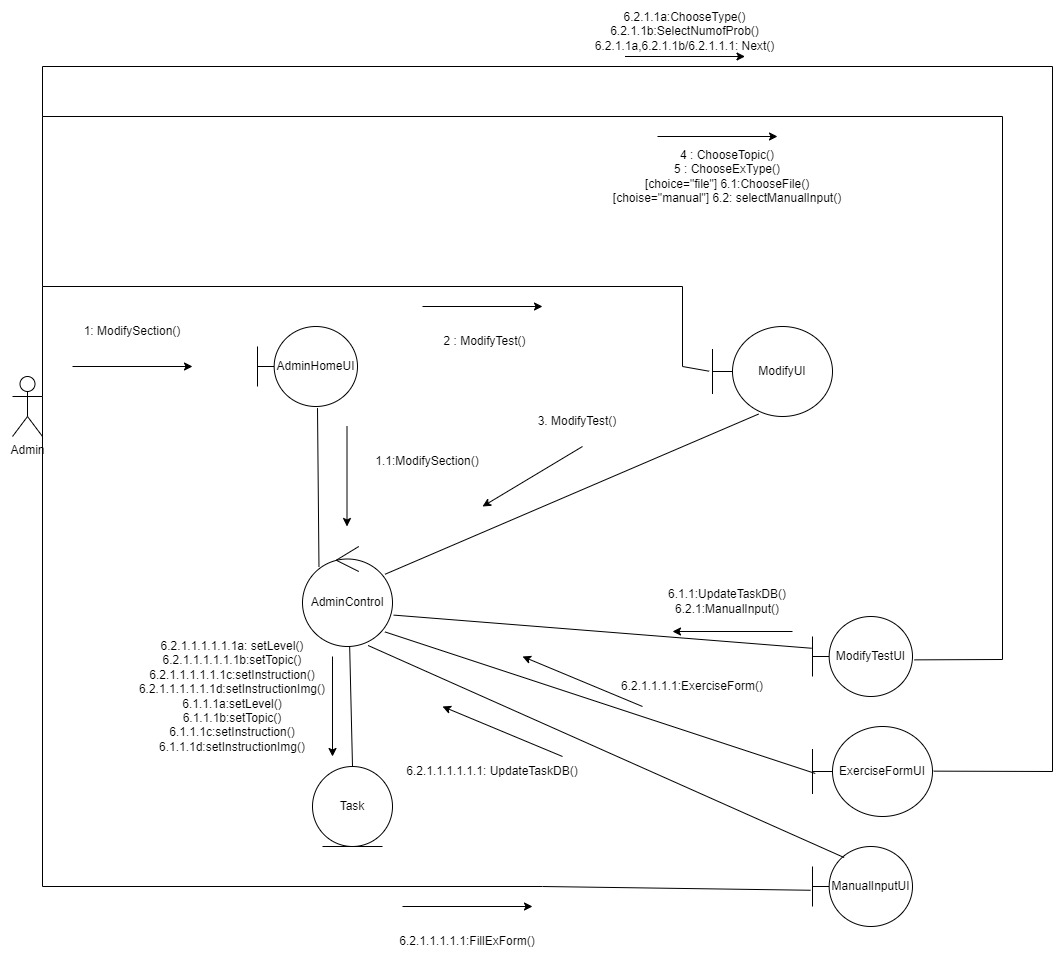 6.2.1.1a:ChooseType()
6.2.1.1b:SelectNumofProb()
6.2.1.1a,6.2.1.1b/6.2.1.1.1: Next()
4 : ChooseTopic()
5 : ChooseExType()
[choice="file"] 6.1:ChooseFile()
[choise="manual"] 6.2: selectManualInput()
1: ModifySection()
2 : ModifyTest()
AdminHomeUI
ModifyUI
Admin
3. ModifyTest()
1.1:ModifySection()
AdminControl
6.1.1:UpdateTaskDB()
6.2.1:ManualInput()
ModifyTestUI
6.2.1.1.1.1.1.1a: setLevel()
6.2.1.1.1.1.1.1b:setTopic()
6.2.1.1.1.1.1.1c:setInstruction()
6.2.1.1.1.1.1.1d:setInstructionImg()
6.1.1.1a:setLevel()
6.1.1.1b:setTopic()
6.1.1.1c:setInstruction()
6.1.1.1d:setInstructionImg()
6.2.1.1.1.1:ExerciseForm()
6.2.1.1.1.1.1.1: UpdateTaskDB()
ExerciseFormUI
Task
ManualInputUI
6.2.1.1.1.1.1:FillExForm()